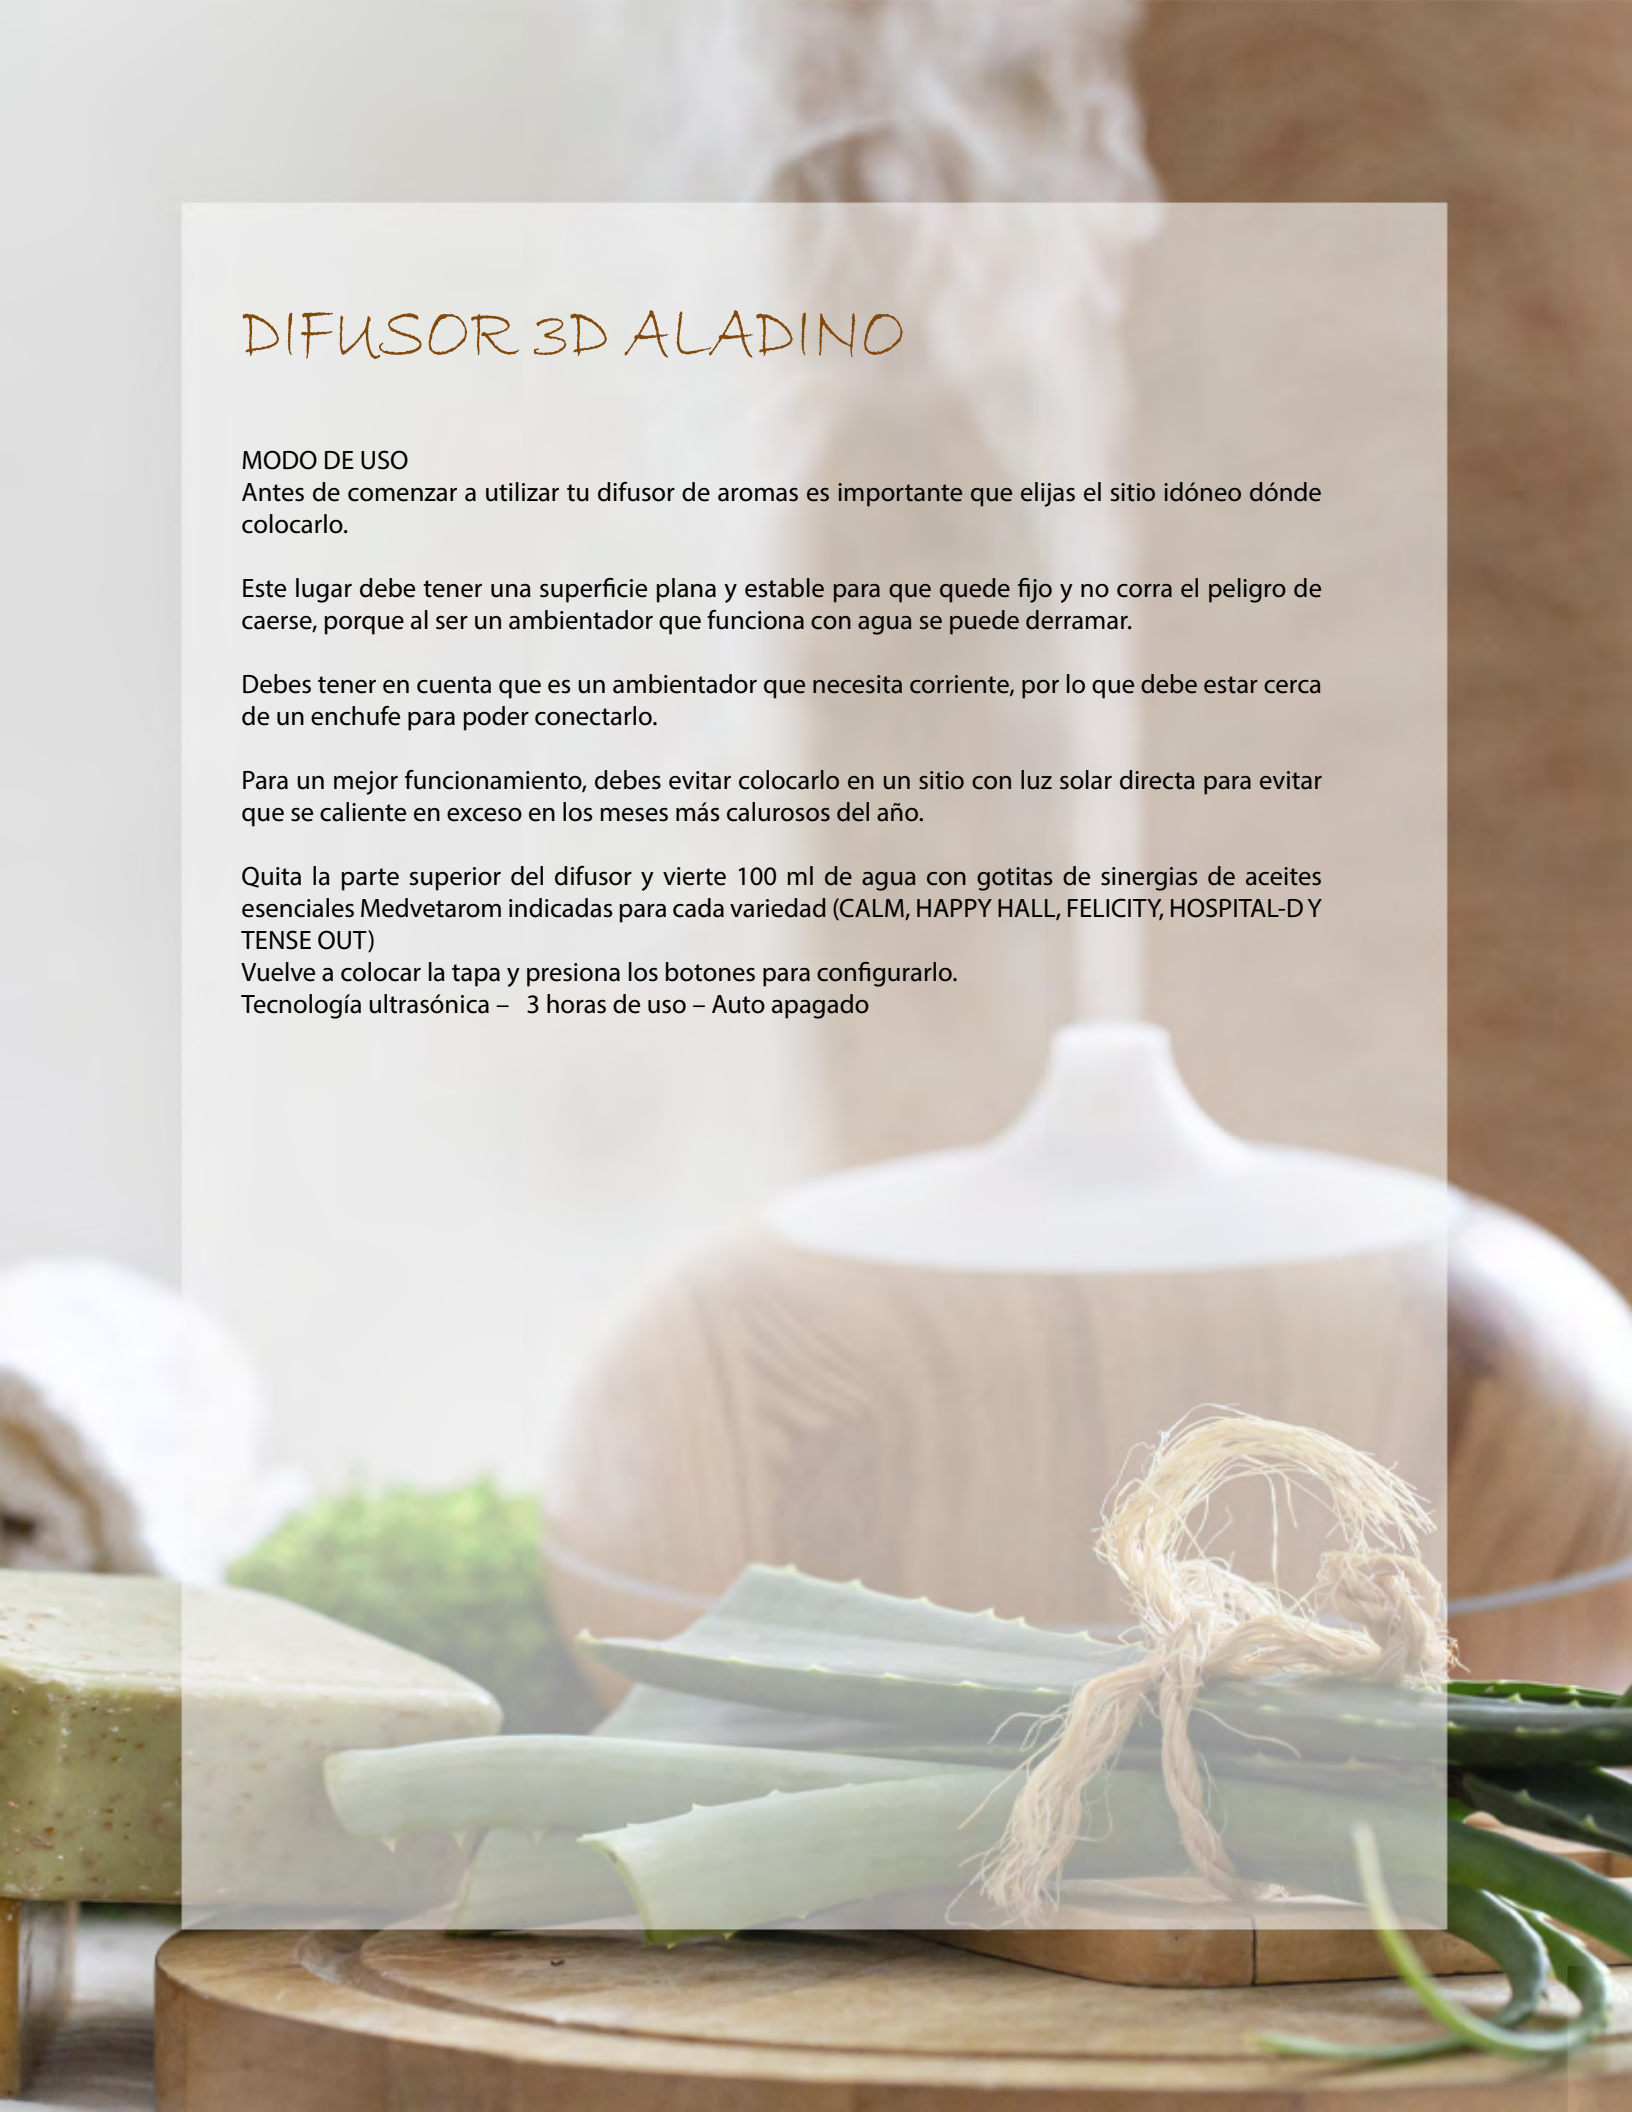 DIFUSOR 3D ALADINO
MODO DE USO
Antes de comenzar a utilizar tu difusor de aromas es importante que elijas el sitio idóneo dónde
colocarlo.
Este lugar debe tener una superficie plana y estable para que quede fijo y no corra el peligro de
caerse, porque al ser un ambientador que funciona con agua se puede derramar.
Debes tener en cuenta que es un ambientador que necesita corriente, por lo que debe estar cerca
de un enchufe para poder conectarlo.
Para un mejor funcionamiento, debes evitar colocarlo en un sitio con luz solar directa para evitar
que se caliente en exceso en los meses más calurosos del año.
Quita la parte superior del difusor y vierte 100 ml de agua con gotitas de sinergias de aceites
esenciales Medvetarom indicadas para cada variedad (CALM, HAPPY HALL, FELICITY, HOSPITAL-D Y
TENSE OUT)
Vuelve a colocar la tapa y presiona los botones para configurarlo.
Tecnología ultrasónica – 3 horas de uso – Auto apagado